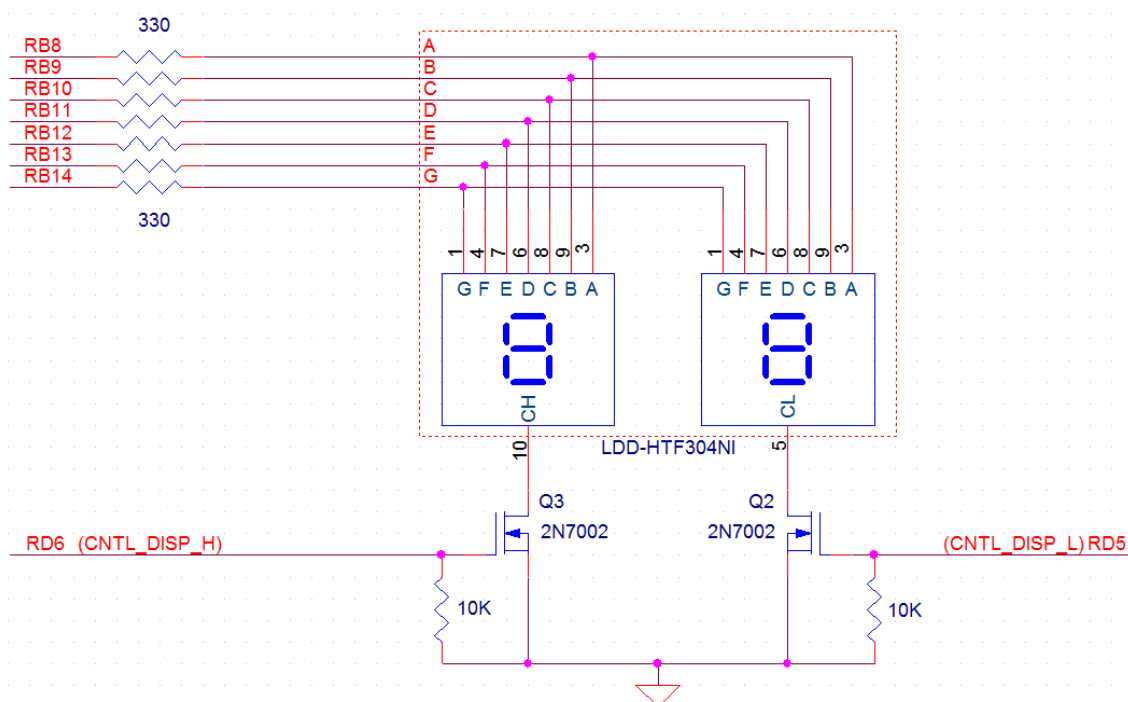 330
RB8 A
RB9 B
RB10 C
RB11 D
RB12 E
RB13 F
RB14 G
330
1 4 7 6 8 9 3 1 4 7 6 8 9 3
G F E D C B A G F E D C B A
CH CL
LDD-HTF304NI
10 5
Q3 Q2
2N7002 2N7002
RD6 (CNTL_DISP_H) (CNTL_DISP_L) RD5
10K 10K